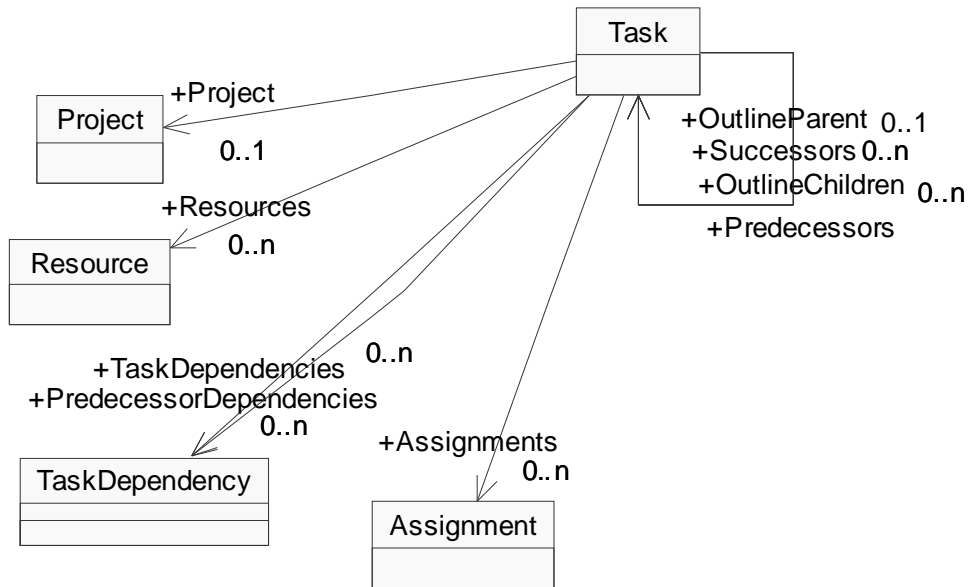 Task
+Project
Project
0..1
+OutlineParent 0..1
+Successors 0..n
+OutlineChildren 0..n
+Predecessors
+Resources
0..n
Resource
0..n
+TaskDependencies
+PredecessorDependencies
0..n
+Assignments
0..n
TaskDependency
Assignment